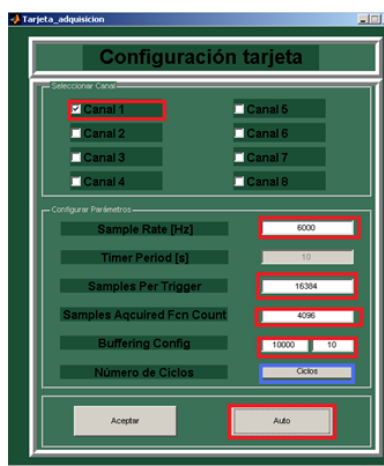 Tarjeta_adquisicion
Configuración tarjeta
Seleccionar Canal
Canal 1 Canal 5
Canal 2 Canal 6
Canal 3 Canal 7
Canal 4 Canal 8
Configurar Parámetros
Sample Rate [Hz] 6000
Timer Period [s] 10
Samples Per Trigger 16384
Samples Aqcuired Fcn Count 4096
Buffering Config 10000 10
Número de Ciclos Ciclos
Aceptar Auto